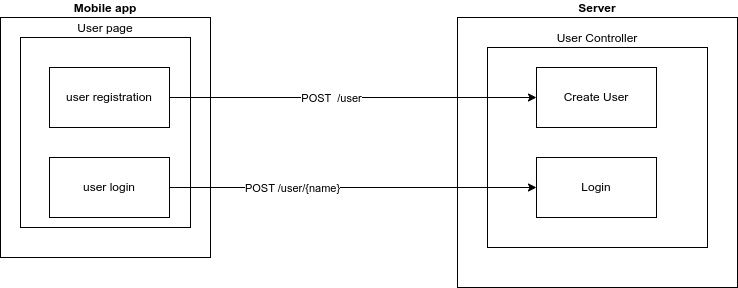 Mobile app
Server
User page
User Controller
user registration
POST  /user
Create User
user login
POST /user/{name}
Login